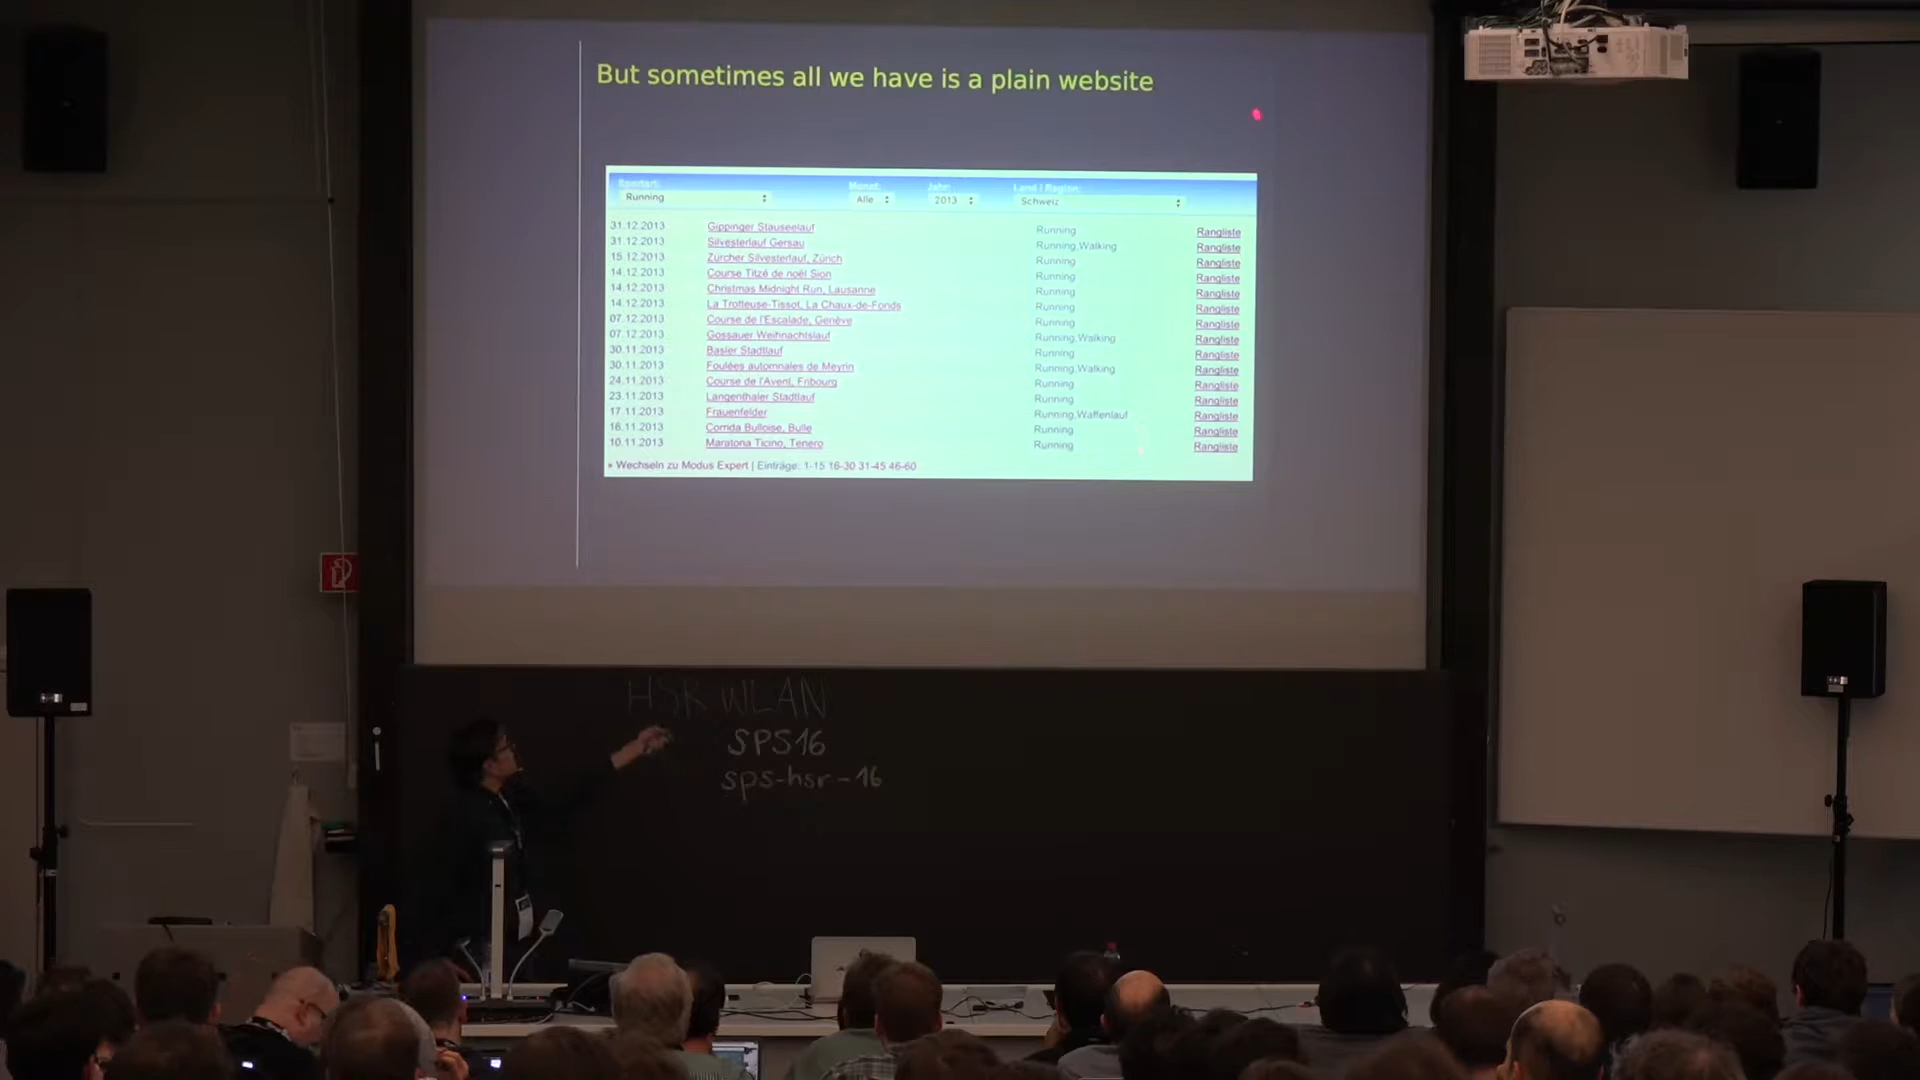 But sometimes all we have is a plain website
Sportart: Monat: Jahr: Land / Region:
Running Alle 2013 Schweiz
31.12.2013 Gippinger Stauseelauf Running Rangliste
31.12.2013 Silvesterlauf Gersau Running,Walking Rangliste
15.12.2013 Zürcher Silvesterlauf, Zürich Running Rangliste
14.12.2013 Course Titzé de noël Sion Running Rangliste
14.12.2013 Christmas Midnight Run, Lausanne Running Rangliste
14.12.2013 La Trotteuse-Tissot, La Chaux-de-Fonds Running Rangliste
07.12.2013 Course de l'Escalade, Genève Running Rangliste
07.12.2013 Gossauer Weihnachtslauf Running,Walking Rangliste
30.11.2013 Basler Stadtlauf Running Rangliste
30.11.2013 Foulées automnales de Meyrin Running,Walking Rangliste
24.11.2013 Course de l'Avent, Fribourg Running Rangliste
23.11.2013 Langenthaler Stadtlauf Running Rangliste
17.11.2013 Frauenfelder Running,Waffenlauf Rangliste
16.11.2013 Corrida Bulloise, Bulle Running Rangliste
10.11.2013 Maratona Ticino, Tenero Running Rangliste
» Wechseln zu Modus Expert | Einträge: 1-15 16-30 31-45 46-60
HSR WLAN
SPS16
sps-hsr-16